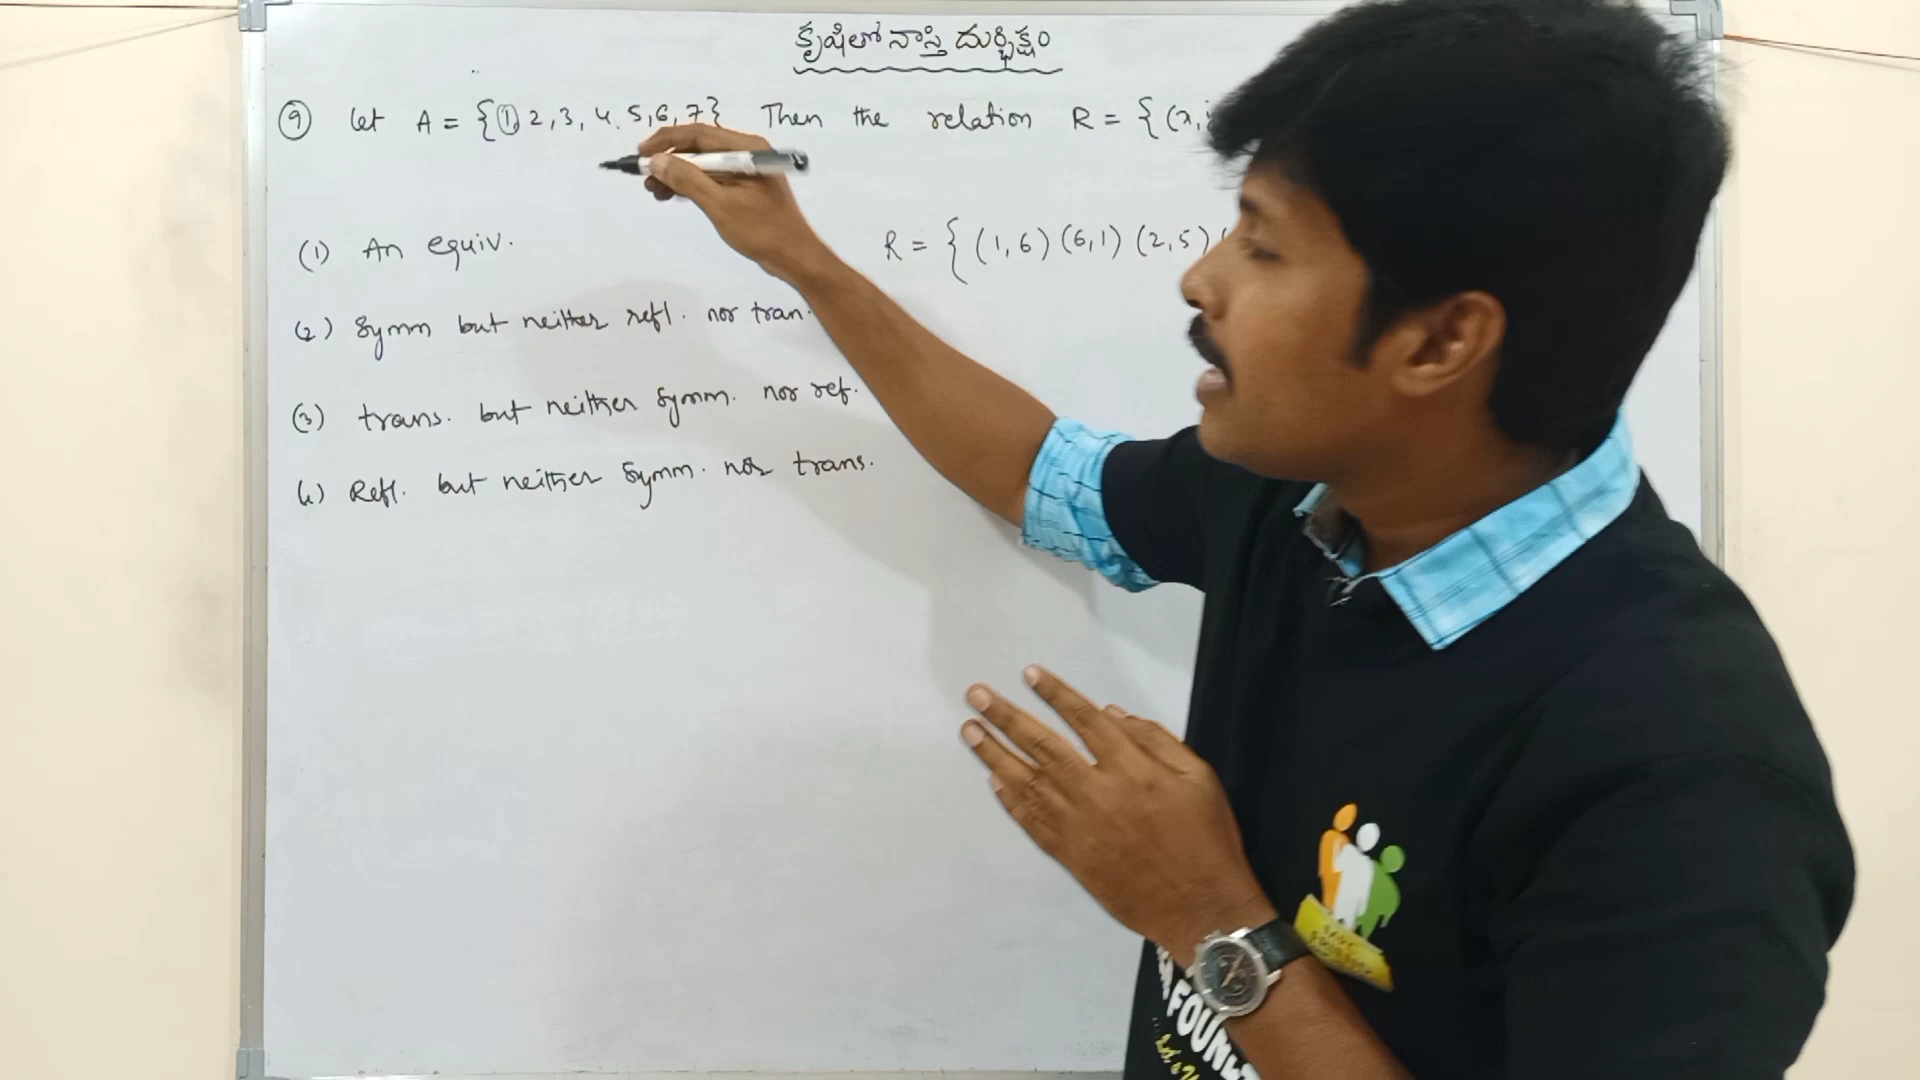 కృషితో నాస్తి దుర్భిక్షం
9 Let A = {1, 2, 3, 4, 5, 6, 7} Then the relation R = {(x,
R = { (1, 6) (6, 1) (2, 5)
(1) An equiv.
(2) Symm but neither refl. nor tran.
(3) trans. but neither symm. nor ref.
(4) Refl. but neither symm. nor trans.